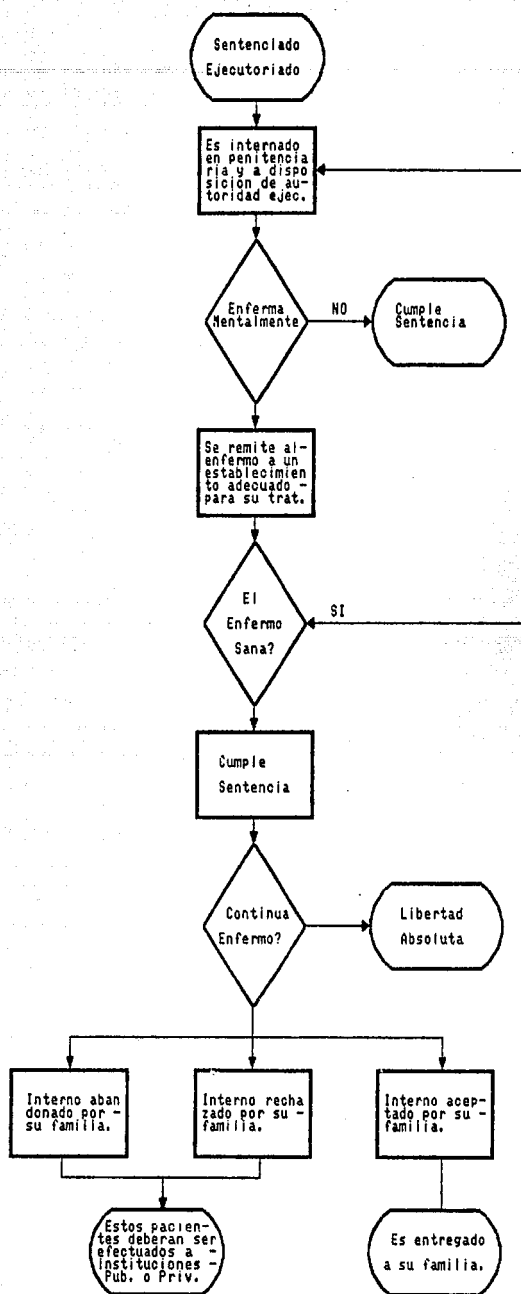 Sentenciado
Ejecutoriado
Es internado
en penitencia
ria y a dispo
sición de au-
toridad ejec.
Enferma
Mentalmente
NO
Cumple
Sentencia
Se remite al-
enfermo a un
establecimien
to adecuado -
para su trat.
El
Enfermo
Sana?
SI
Cumple
Sentencia
Continua
Enfermo?
Libertad
Absoluta
Interno aban
donado por -
su familia.
Interno recha
zado por su -
familia.
Interno acep-
tado por su -
familia.
Estos pacien-
tes deberan ser
efectuados a -
instituciones -
Pub. o Priv.
Es entregado
a su familia.